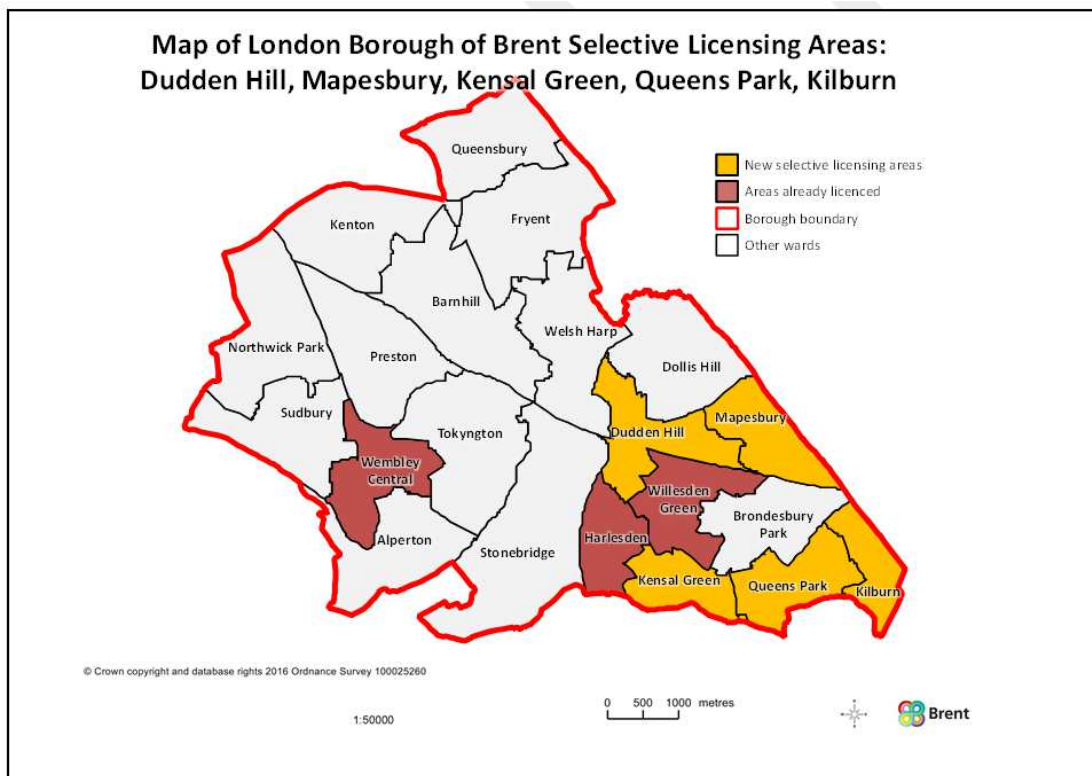 Map of London Borough of Brent Selective Licensing Areas:
Dudden Hill, Mapesbury, Kensal Green, Queens Park, Kilburn
Queensbury
New selective licensing areas
Areas already licenced
Borough boundary
Other wards
Kenton
Fryent
Barnhill
Welsh Harp
Northwick Park
Preston
Dollis Hill
Sudbury
Tokyngton
Dudden Hill
Mapesbury
Wembley
Central
Willesden
Green
Brondesbury
Park
Alperton
Stonebridge
Harlesden
Kensal Green
Queens Park
Kilburn
© Crown copyright and database rights 2016 Ordnance Survey 100025260
1:50000
0 500 1000 metres
Brent